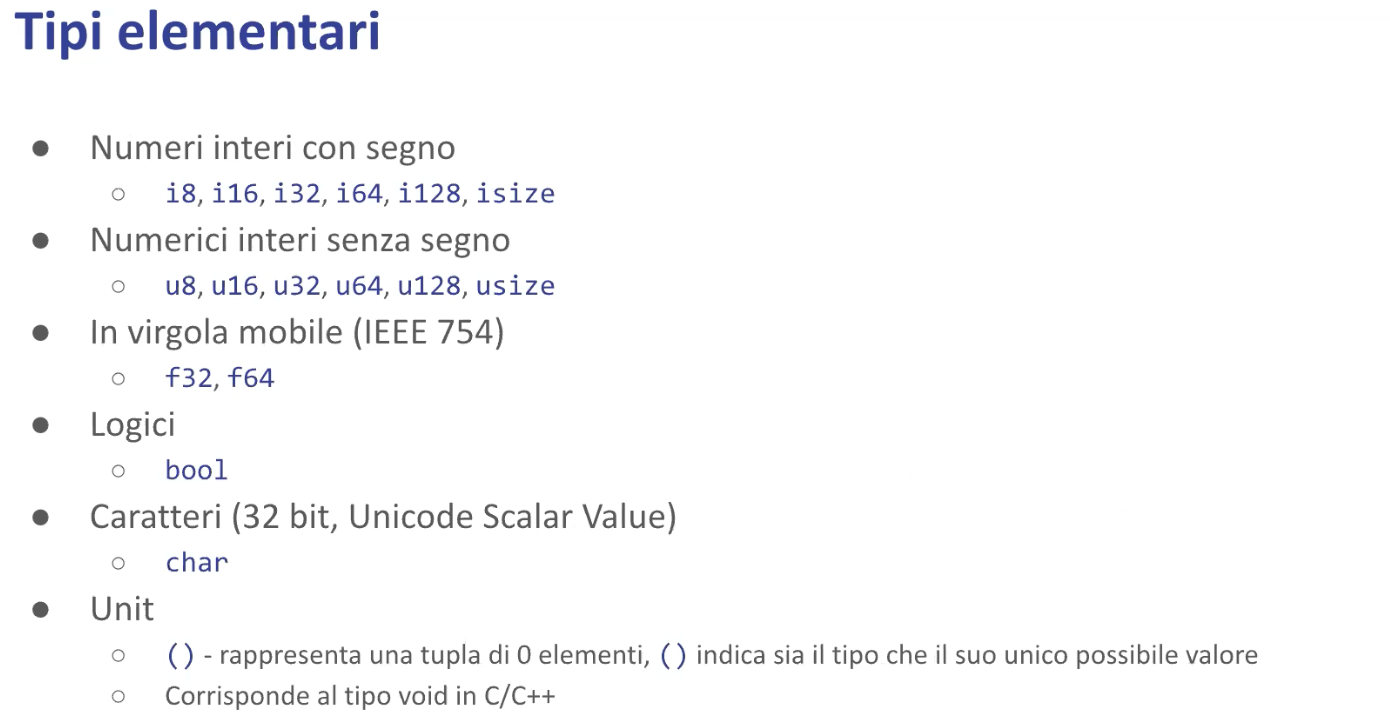 Tipi elementari
● Numeri interi con segno
○ i8, i16, i32, i64, i128, isize
● Numerici interi senza segno
○ u8, u16, u32, u64, u128, usize
● In virgola mobile (IEEE 754)
○ f32, f64
● Logici
○ bool
● Caratteri (32 bit, Unicode Scalar Value)
○ char
● Unit
○ () - rappresenta una tupla di 0 elementi, () indica sia il tipo che il suo unico possibile valore
○ Corrisponde al tipo void in C/C++